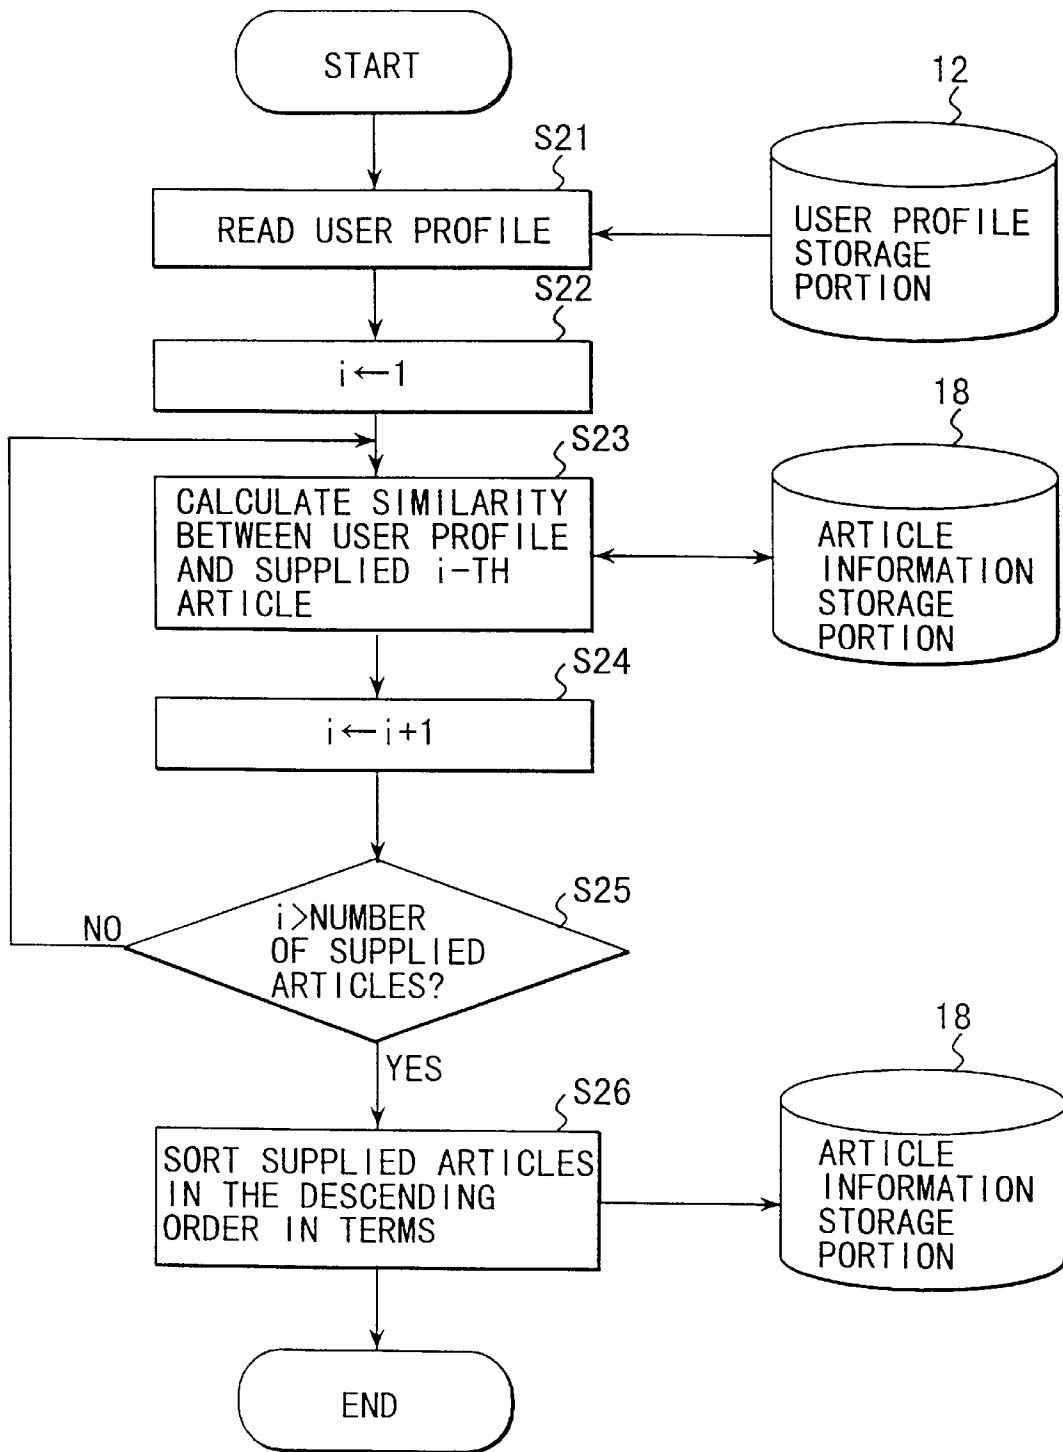 START
12
S21
READ USER PROFILE
USER PROFILE
STORAGE
PORTION
S22
i←1
18
S23
CALCULATE SIMILARITY
BETWEEN USER PROFILE
AND SUPPLIED i-TH
ARTICLE
ARTICLE
INFORMATION
STORAGE
PORTION
S24
i←i+1
S25
i>NUMBER
OF SUPPLIED
ARTICLES?
NO
YES
18
S26
SORT SUPPLIED ARTICLES
IN THE DESCENDING
ORDER IN TERMS
ARTICLE
INFORMATION
STORAGE
PORTION
END